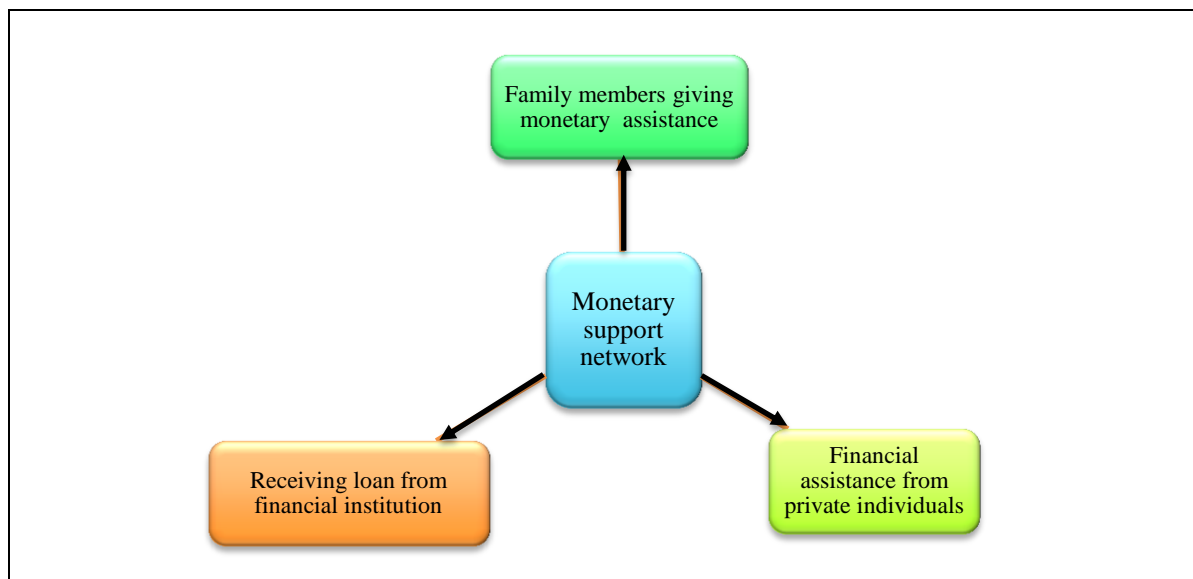 Family members giving
monetary assistance
Monetary
support
network
Receiving loan from
financial institution
Financial
assistance from
private individuals